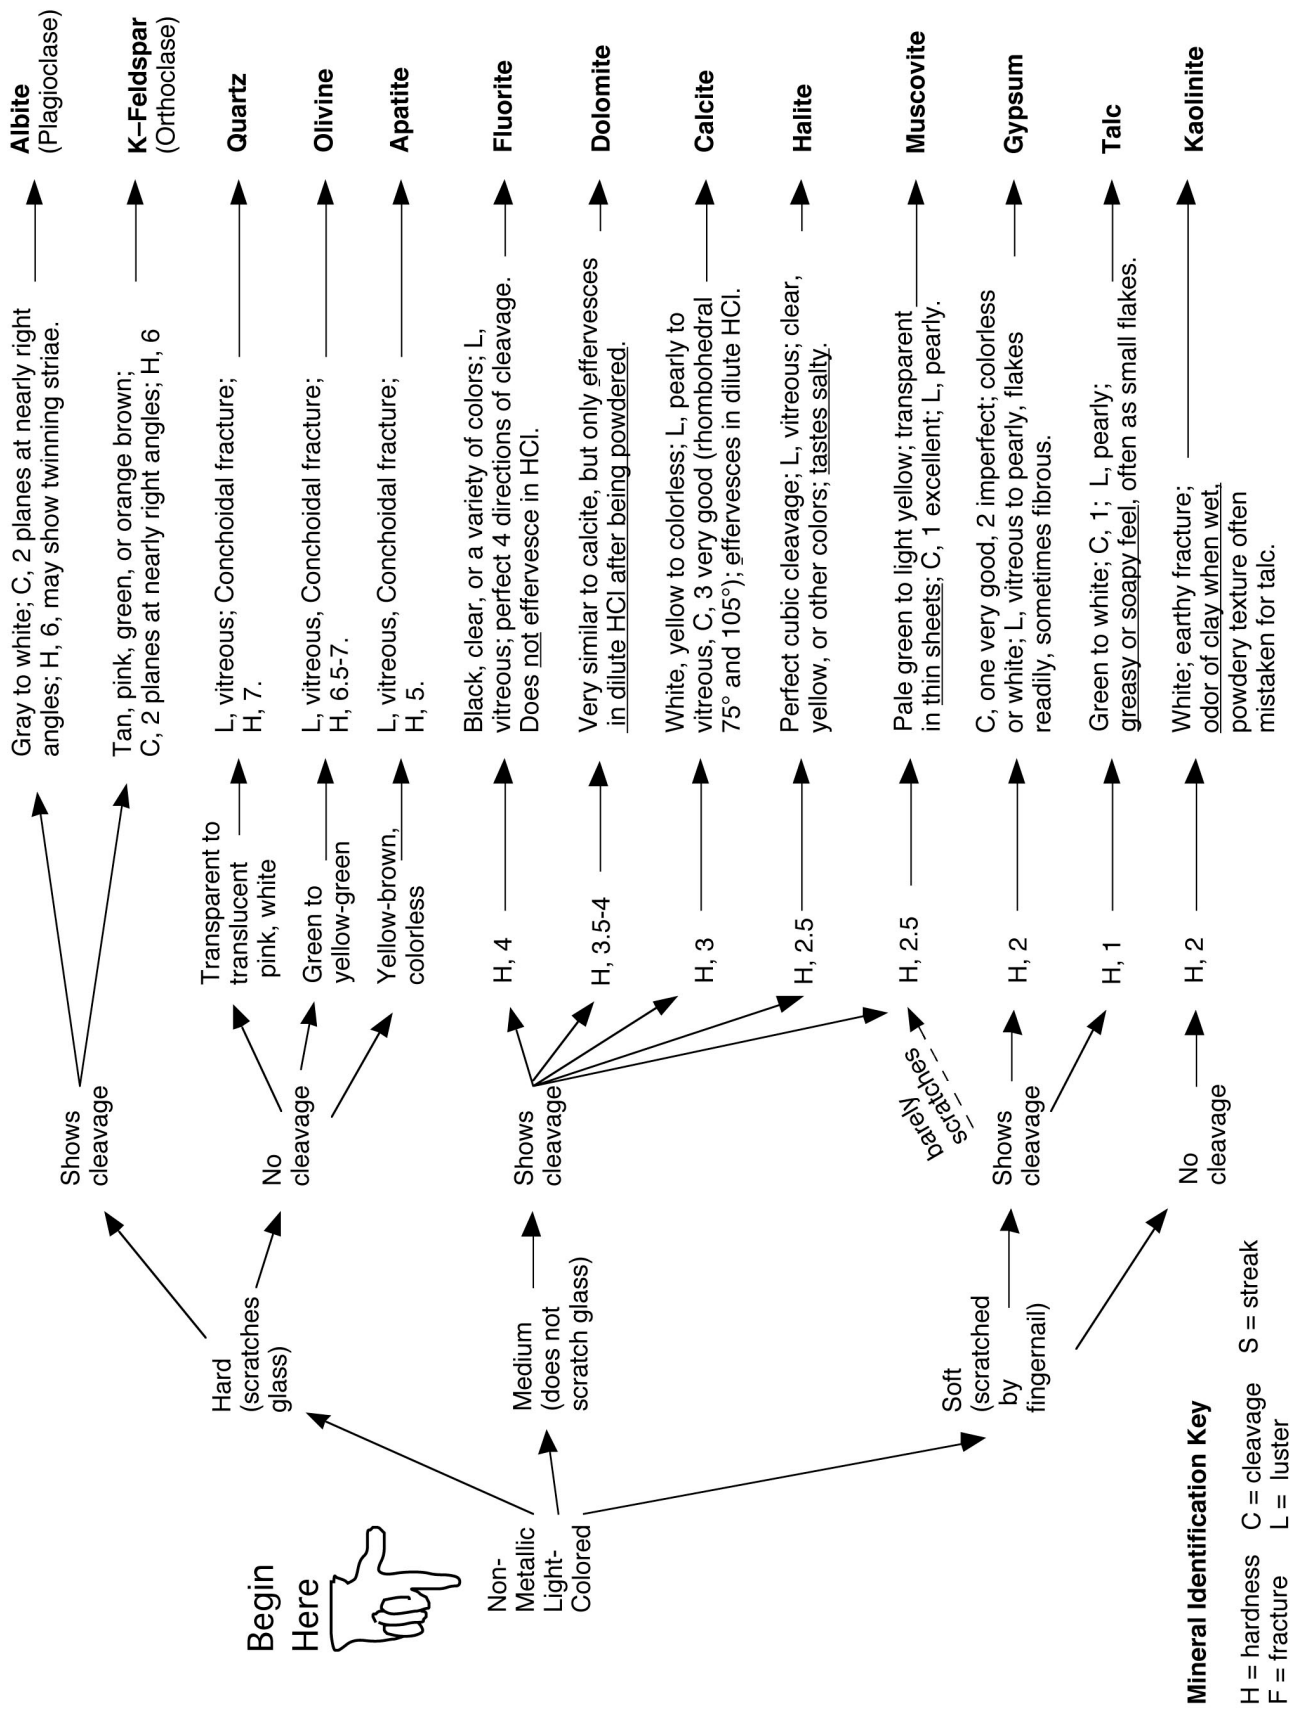 Begin
Here
Non-
Metallic
Light-
Colored
Hard
(scratches
glass)
Shows
cleavage
Gray to white; C, 2 planes at nearly right
angles; H, 6, may show twinning striae.
Albite
(Plagioclase)
Tan, pink, green, or orange brown;
C, 2 planes at nearly right angles; H, 6
K–Feldspar
(Orthoclase)
No
cleavage
Transparent to
translucent
pink, white
L, vitreous; Conchoidal fracture;
H, 7.
Quartz
Green to
yellow-green
L, vitreous, Conchoidal fracture;
H, 6.5-7.
Olivine
Yellow-brown,
colorless
L, vitreous, Conchoidal fracture;
H, 5.
Apatite
Medium
(does not
scratch glass)
Shows
cleavage
H, 4
Black, clear, or a variety of colors; L,
vitreous; perfect 4 directions of cleavage.
Does not effervesce in HCl.
Fluorite
H, 3.5-4
Very similar to calcite, but only effervesces
in dilute HCl after being powdered.
Dolomite
H, 3
White, yellow to colorless; L, pearly to
vitreous, C, 3 very good (rhombohedral
75° and 105°); effervesces in dilute HCl.
Calcite
H, 2.5
Perfect cubic cleavage; L, vitreous; clear,
yellow, or other colors; tastes salty.
Halite
H, 2.5
Pale green to light yellow; transparent
in thin sheets; C, 1 excellent; L, pearly.
Muscovite
Soft
(scratched
by
fingernail)
barely
scratches
Shows
cleavage
H, 2
C, one very good, 2 imperfect; colorless
or white; L, vitreous to pearly, flakes
readily, sometimes fibrous.
Gypsum
H, 1
Green to white; C, 1; L, pearly;
greasy or soapy feel, often as small flakes.
Talc
No
cleavage
H, 2
White; earthy fracture;
odor of clay when wet,
powdery texture often
mistaken for talc.
Kaolinite
Mineral Identification Key
H = hardness C = cleavage S = streak
F = fracture L = luster